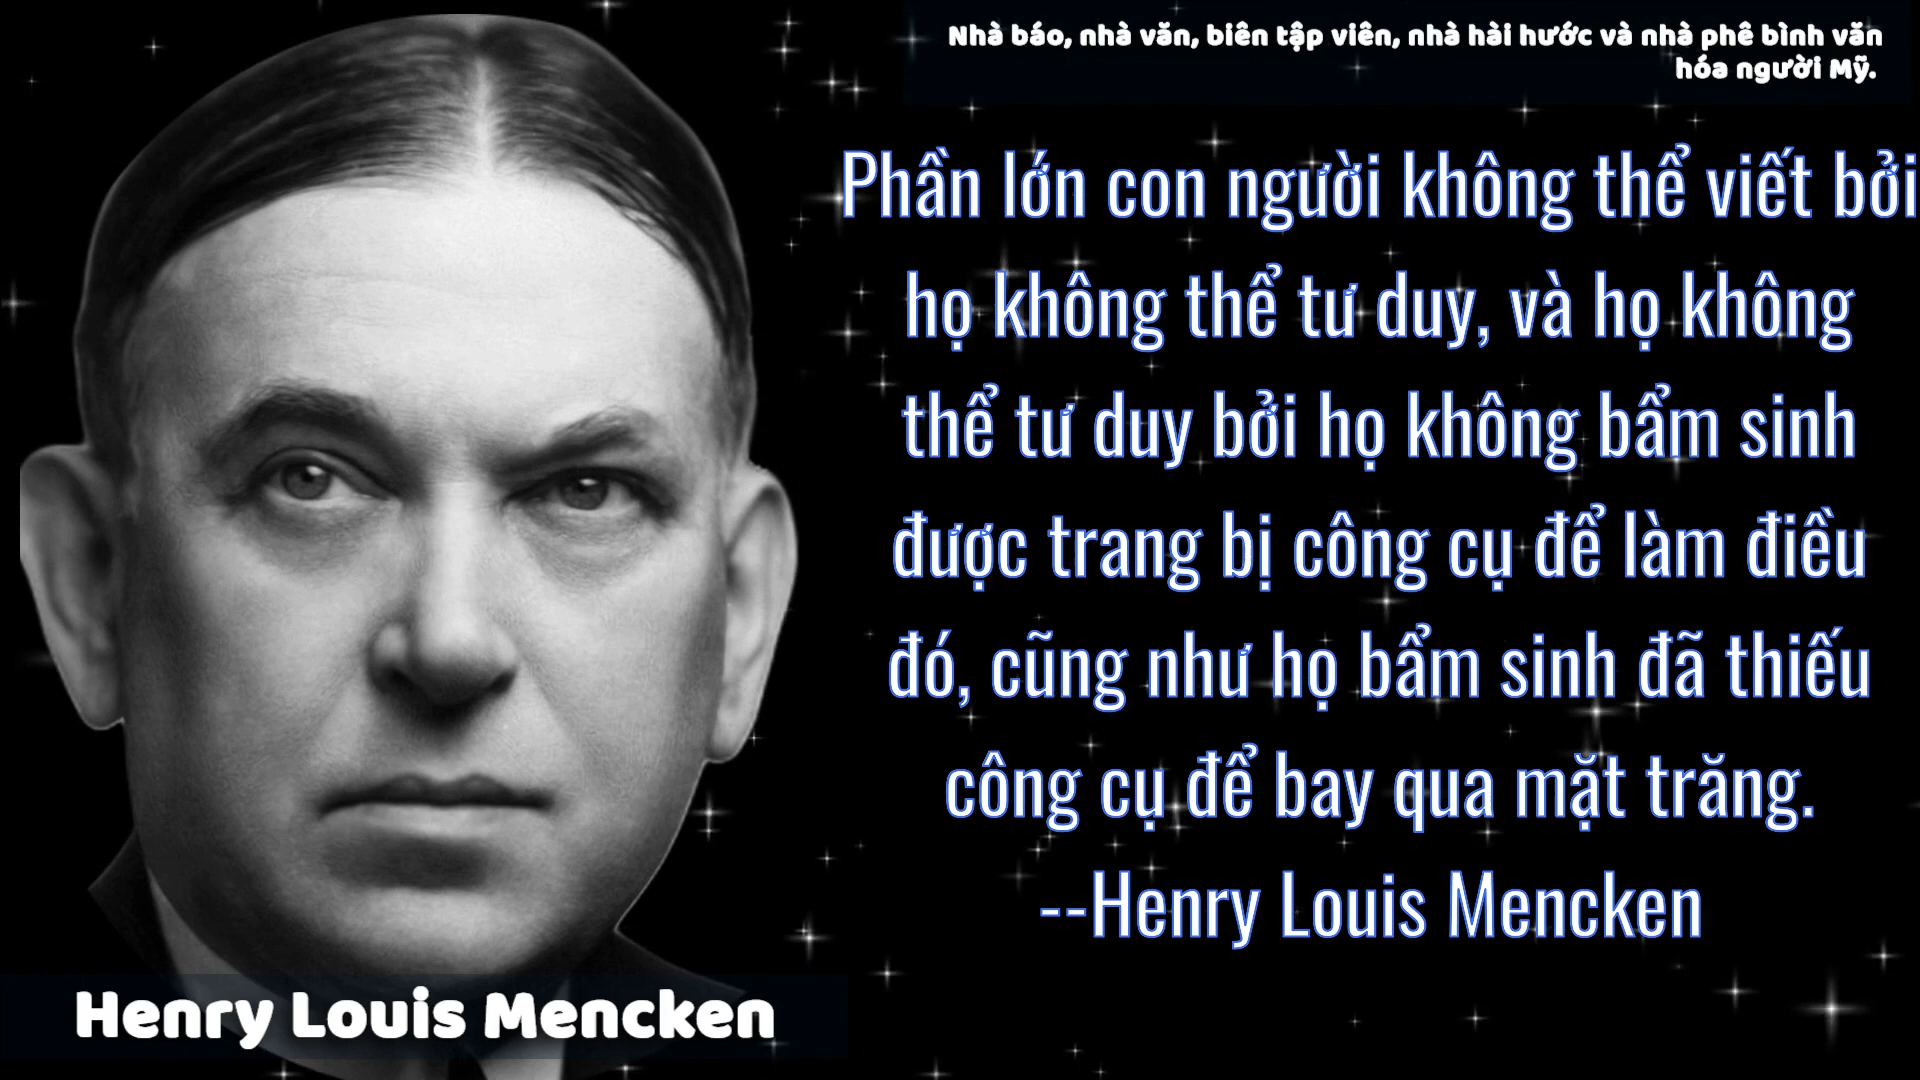 Nhà báo, nhà văn, biên tập viên, nhà hài hước và nhà phê bình văn
hóa người Mỹ.
Phần lớn con người không thể viết bởi
họ không thể tư duy, và họ không
thể tư duy bởi họ không bẩm sinh
được trang bị công cụ để làm điều
đó, cũng như họ bẩm sinh đã thiếu
công cụ để bay qua mặt trăng.
--Henry Louis Mencken
Henry Louis Mencken